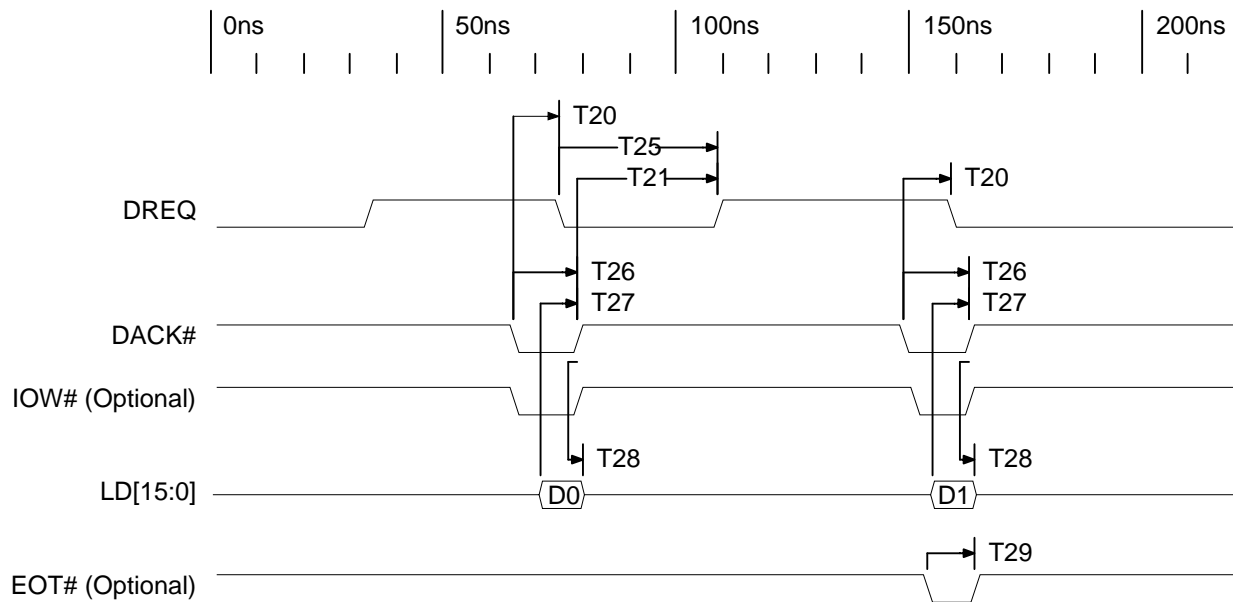 0ns 50ns 100ns 150ns 200ns
T20
T25
T21 T20
DREQ
T26 T26
T27 T27
DACK#
IOW# (Optional)
T28 T28
LD[15:0] D0 D1
T29
EOT# (Optional)